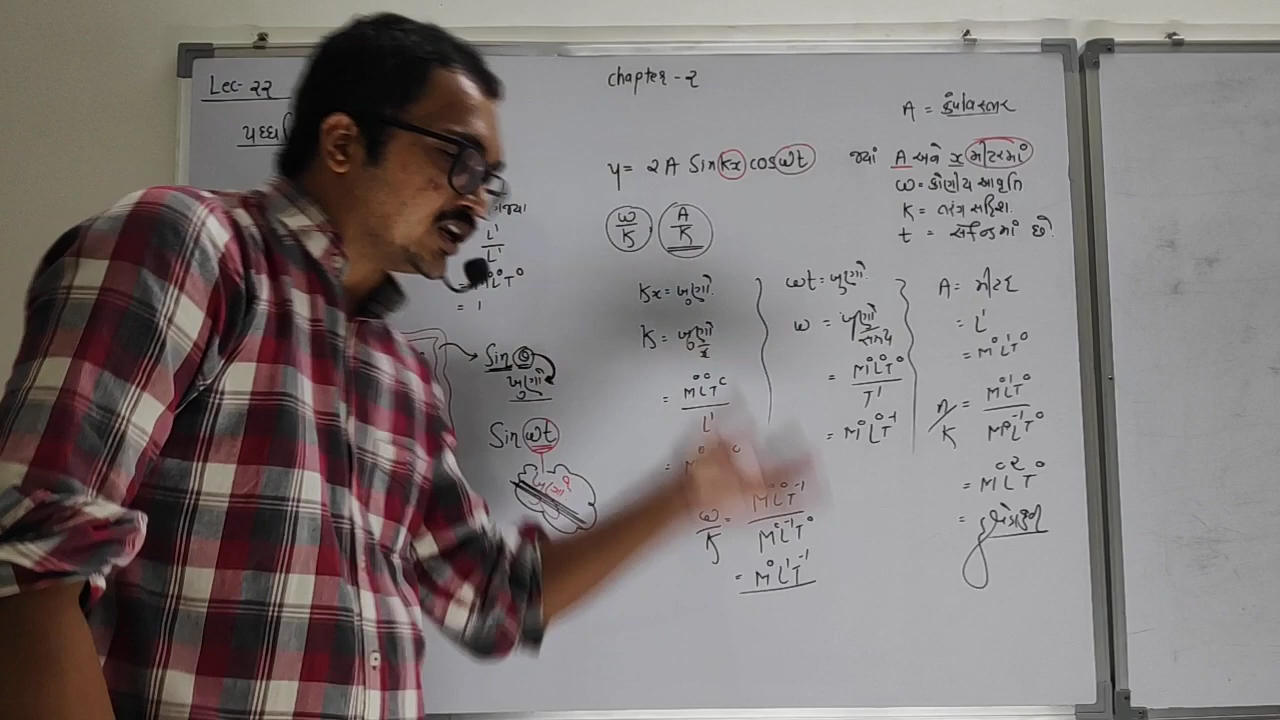 Lec-૨૨
chapter-૨
A = કંપવિસ્તાર
y = ૨A Sin Kx cos ωt જ્યાં A અને x મીટરમાં
ω = કોણીય આવૃતિ
K = તરંગ સદિશ.
t = સેકન્ડમાં છે.
ω/K A/K
L¹/L¹
M⁰L⁰T⁰
= 1
Sin θ
ખુણો
Sin ωt
Kx = ખુણો.
K = ખુણો/x
= M⁰L⁰T⁰/L¹
ω/K = M⁰L⁰T⁻¹/M⁰L⁻¹T⁰
= M⁰L¹T⁻¹
ωt = ખુણો.
ω = ખુણો/સમય
= M⁰L⁰T⁰/T¹
= M⁰L⁰T⁻¹
A = મીટર
= L¹
= M⁰L¹T⁰
A/K = M⁰L¹T⁰/M⁰L⁻¹T⁰
= M⁰L²T⁰